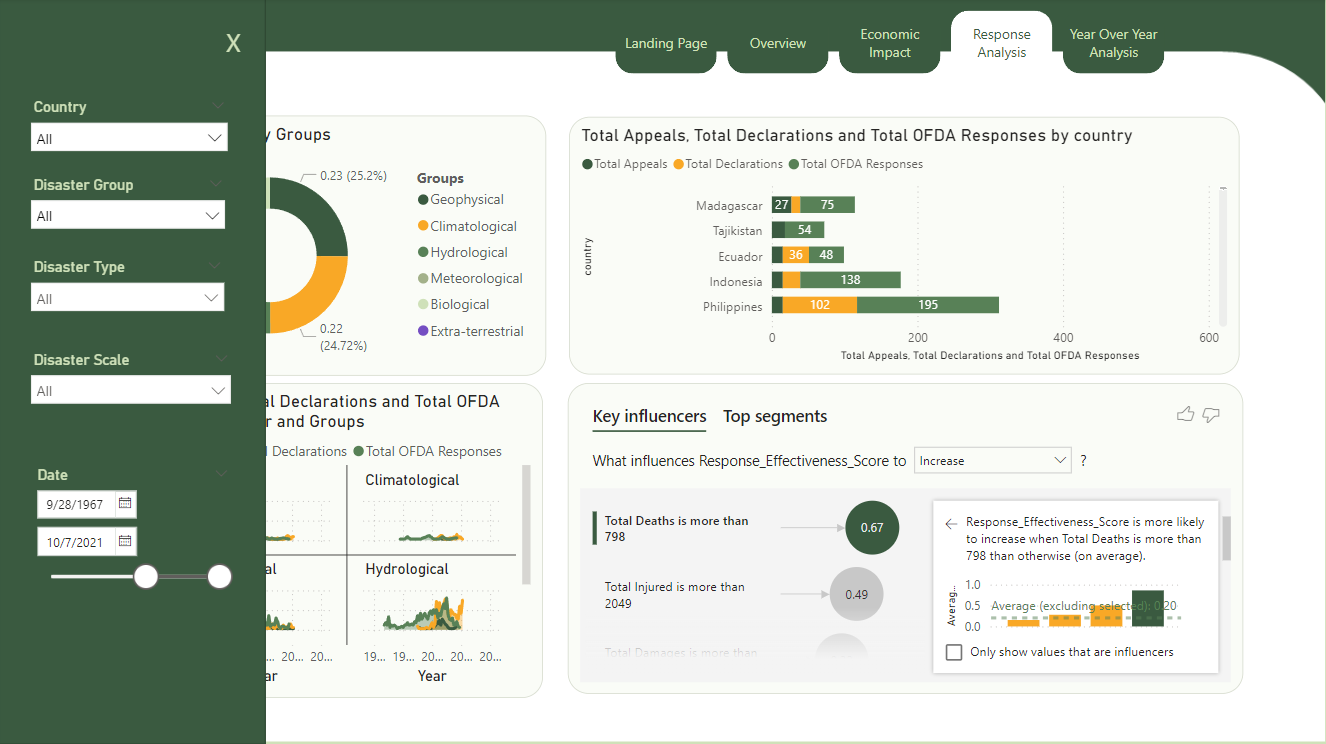 X
Country
All
Disaster Group
All
Disaster Type
All
Disaster Scale
All
Date
9/28/1967
10/7/2021
Landing Page
Overview
Economic
Impact
Response
Analysis
Year Over Year
Analysis
y Groups
0.23 (25.2%)
0.22
(24.72%)
Groups
Geophysical
Climatological
Hydrological
Meteorological
Biological
Extra-terrestrial
Total Appeals, Total Declarations and Total OFDA Responses by country
Total Appeals Total Declarations Total OFDA Responses
country
Madagascar 27 75
Tajikistan 54
Ecuador 36 48
Indonesia 138
Philippines 102 195
0 200 400 600
Total Appeals, Total Declarations and Total OFDA Responses
al Declarations and Total OFDA
r and Groups
l Declarations Total OFDA Responses
Climatological
al Hydrological
... 20... 20... 19... 19... 20... 20... 20...
ar Year
Key influencers Top segments
What influences Response_Effectiveness_Score to Increase ?
Total Deaths is more than
798
0.67
Total Injured is more than
2049
0.49
Total Damages is more than
Response_Effectiveness_Score is more likely
to increase when Total Deaths is more than
798 than otherwise (on average).
Averag...
1.0
0.5
0.0
Average (excluding selected): 0.20
Only show values that are influencers